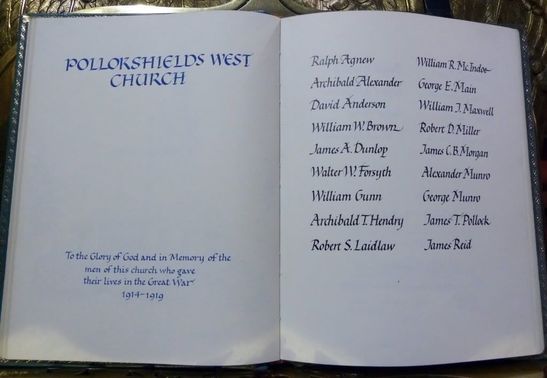 POLLOKSHIELDS WEST
CHURCH
To the Glory of God and in Memory of the
men of this church who gave
their lives in the Great War
1914-1919
Ralph Agnew
Archibald Alexander
David Anderson
William W. Brown
James A. Dunlop
Walter W. Forsyth
William Gunn
Archibald T. Hendry
Robert S. Laidlaw
William R. McIndoe
George E. Main
William J. Maxwell
Robert D. Miller
James C.B. Morgan
Alexander Munro
George Munro
James T. Pollock
James Reid